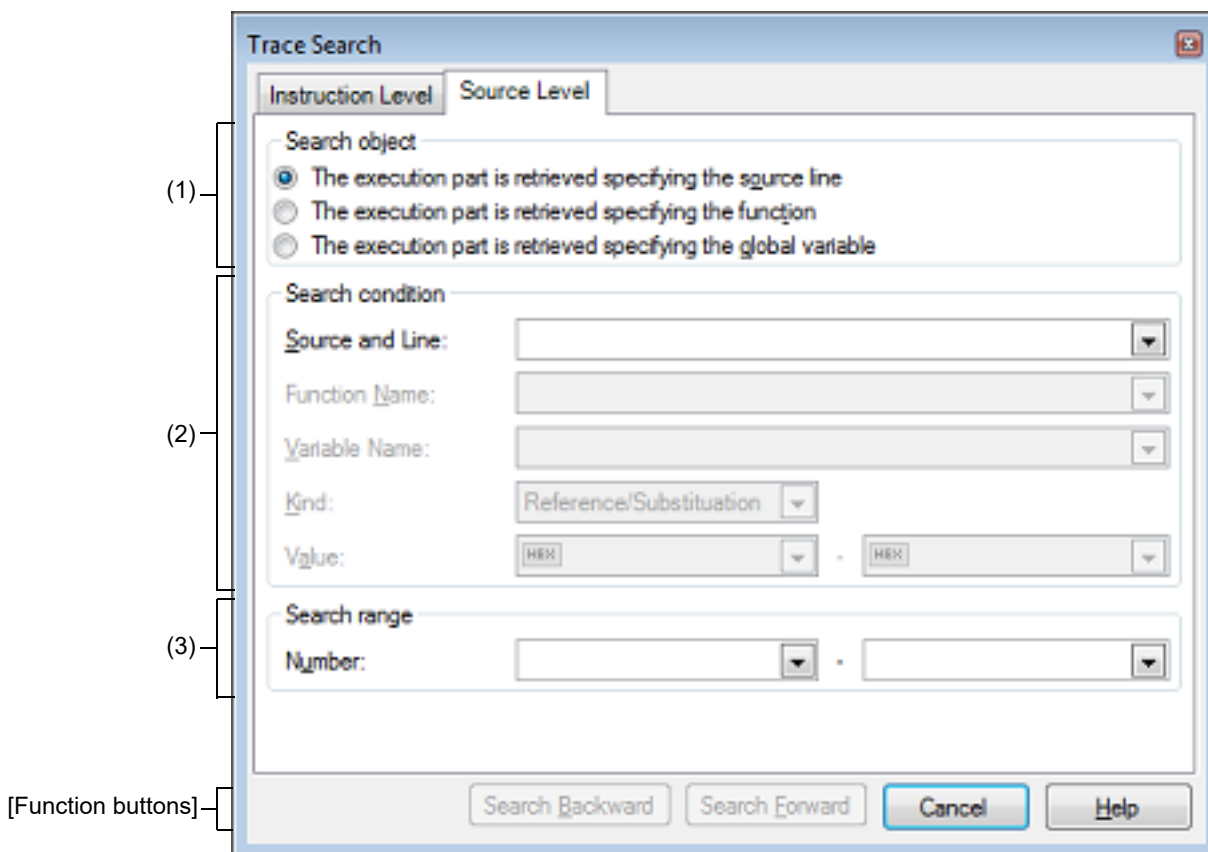 Trace Search
Instruction Level Source Level
(1)
Search object
The execution part is retrieved specifying the source line
The execution part is retrieved specifying the function
The execution part is retrieved specifying the global variable
(2)
Search condition
Source and Line:
Function Name:
Variable Name:
Kind: Reference/Substituation
Value: HEX - HEX
(3)
Search range
Number: -
[Function buttons]
Search Backward Search Forward Cancel Help